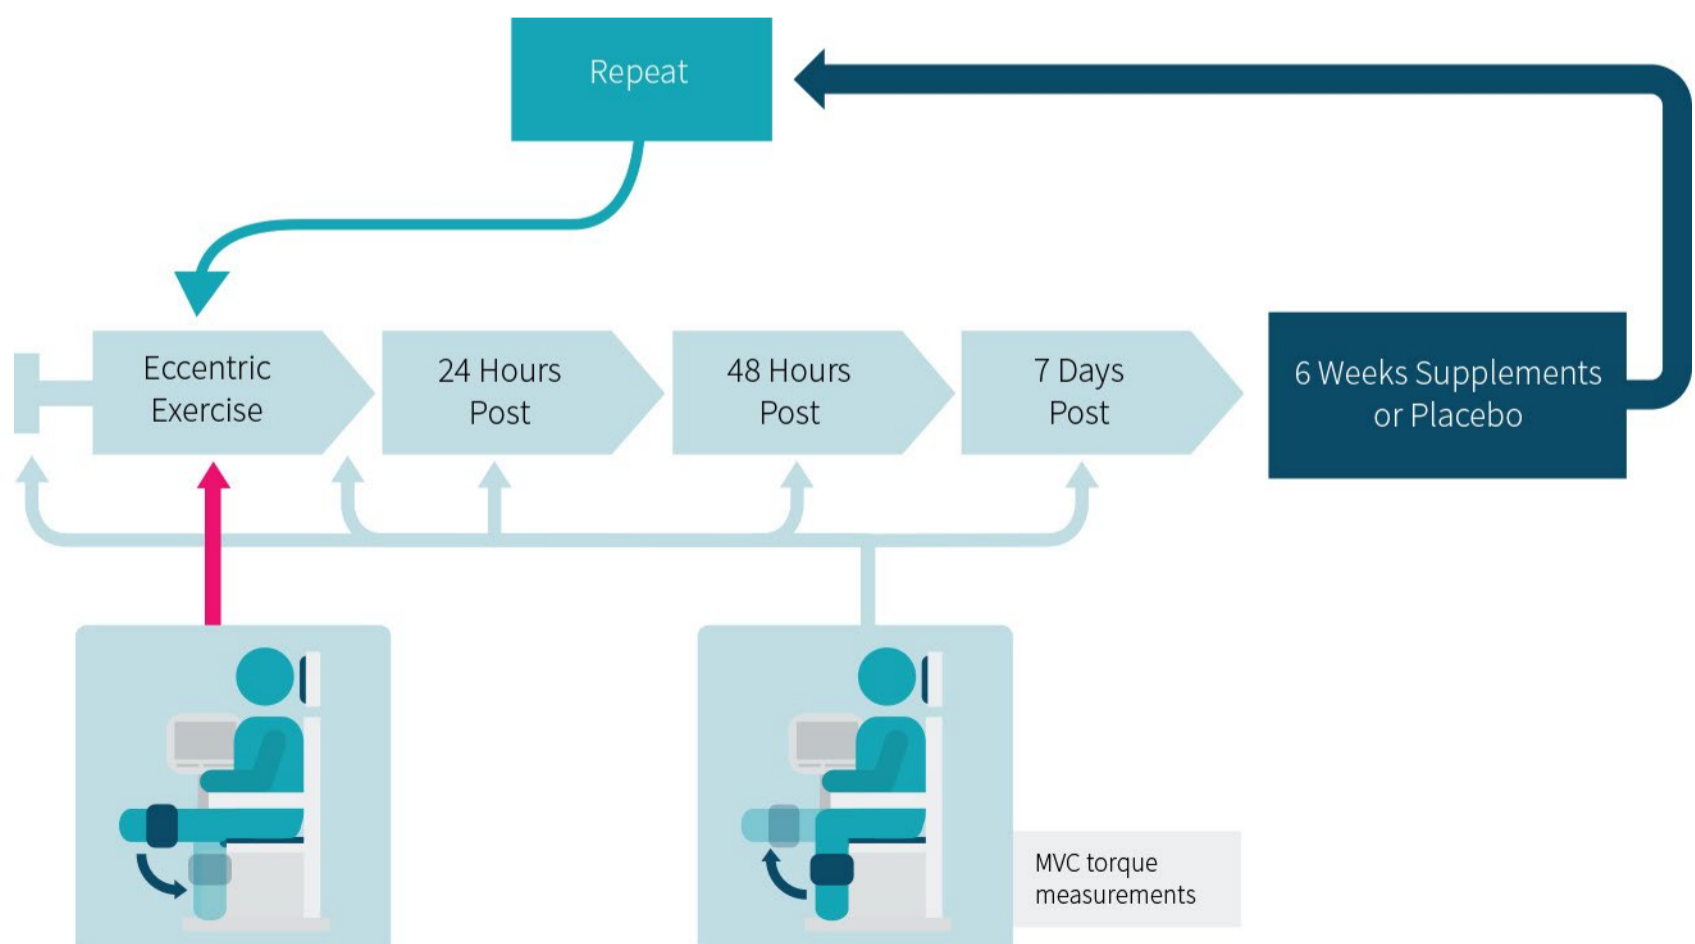 Repeat
Eccentric
Exercise
24 Hours
Post
48 Hours
Post
7 Days
Post
6 Weeks Supplements
or Placebo
MVC torque
measurements